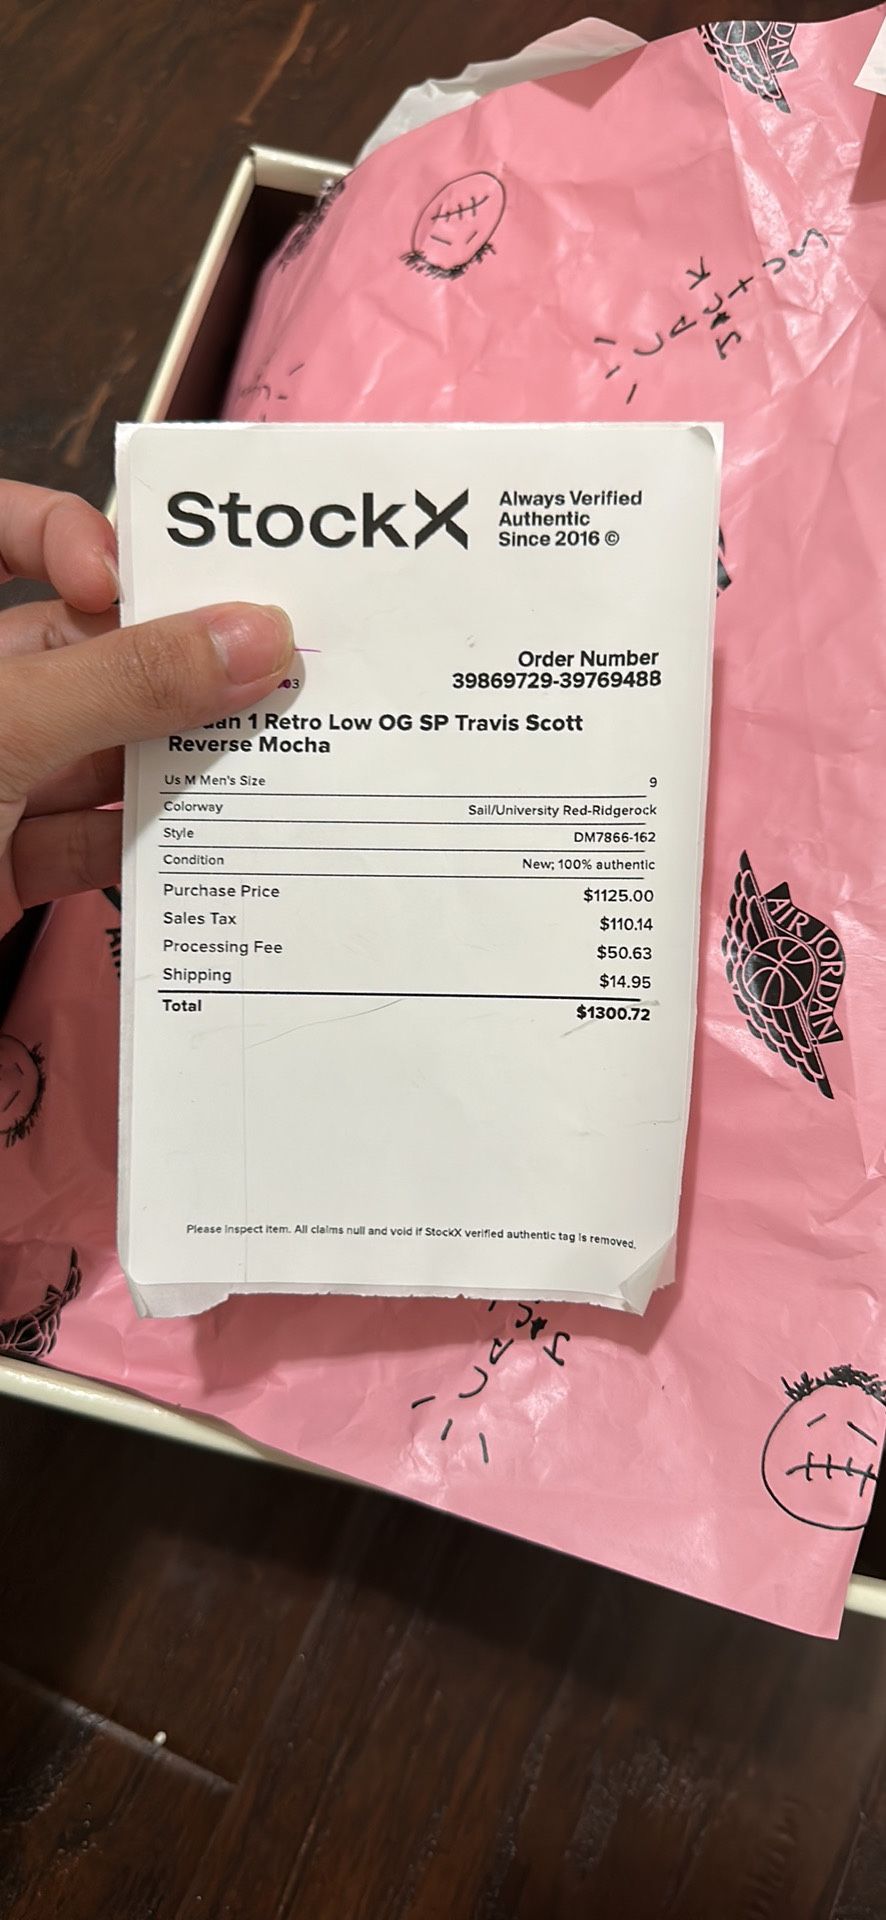 StockX
Always Verified
Authentic
Since 2016 ©
Order Number
39869729-39769488
03
an 1 Retro Low OG SP Travis Scott
Reverse Mocha
Us M Men's Size 9
Colorway Sail/University Red-Ridgerock
Style DM7866-162
Condition New; 100% authentic
Purchase Price $1125.00
Sales Tax $110.14
Processing Fee $50.63
Shipping $14.95
Total $1300.72
Please Inspect item. All claims null and void if StockX verified authentic tag is removed.
AIR JORDAN